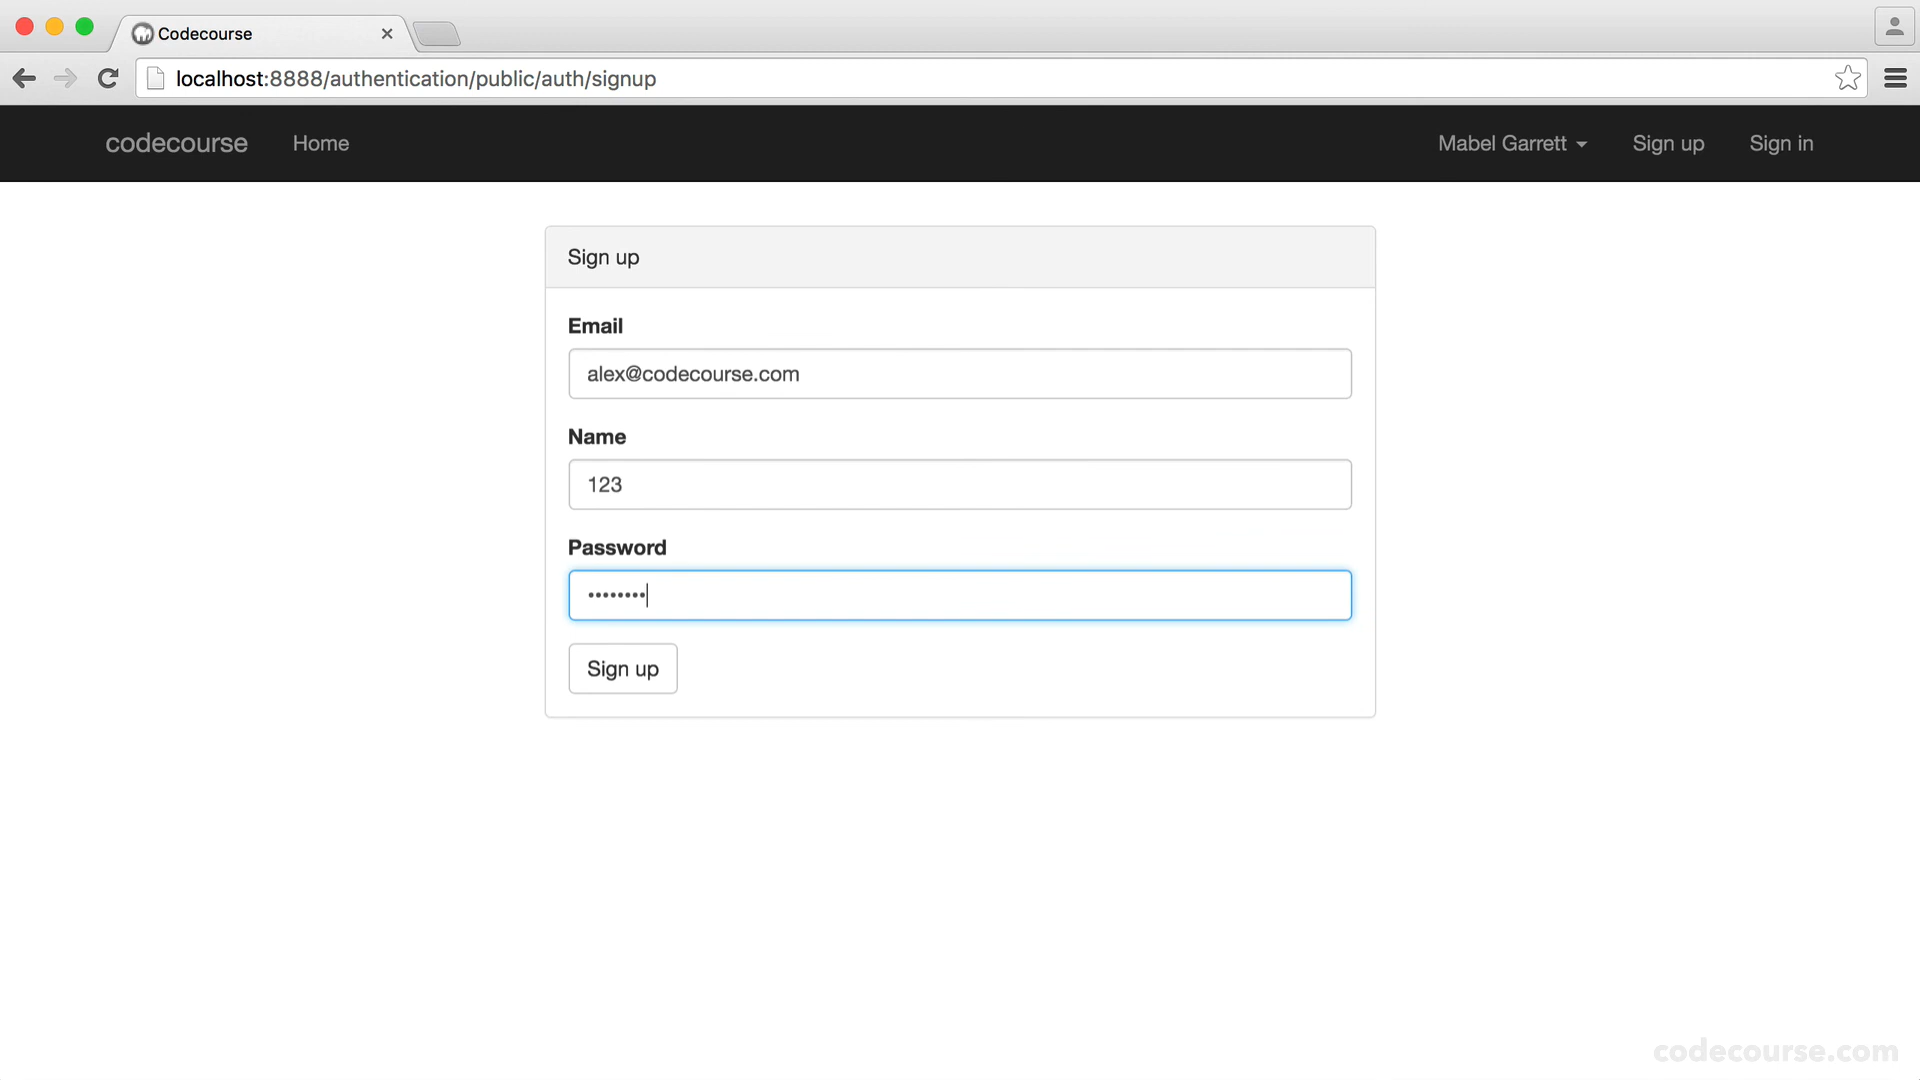 Codecourse
localhost:8888/authentication/public/auth/signup
codecourse Home Mabel Garrett Sign up Sign in
Sign up
Email
alex@codecourse.com
Name
123
Password
••••••••
Sign up
codecourse.com